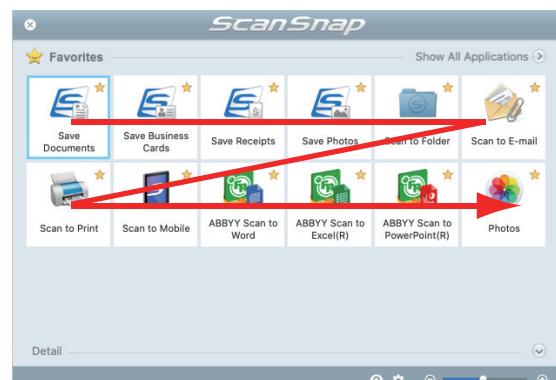 ScanSnap
Favorites
Show All Applications
Save Documents
Save Business Cards
Save Receipts
Save Photos
Scan to Folder
Scan to E-mail
Scan to Print
Scan to Mobile
ABBYY Scan to Word
ABBYY Scan to Excel(R)
ABBYY Scan to PowerPoint(R)
Photos
Detail